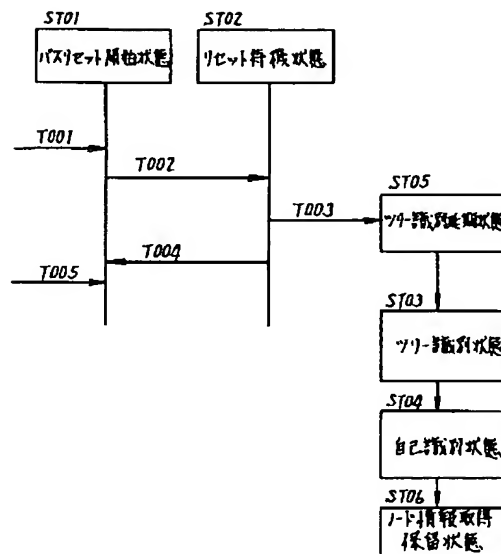 ST01
バスリセット開始状態
ST02
リセット待機状態
T001
T002
T003
T004
T005
ST05
ツリー識別延期状態
ST03
ツリー識別状態
ST04
自己識別状態
ST06
ノード情報取得
保留状態